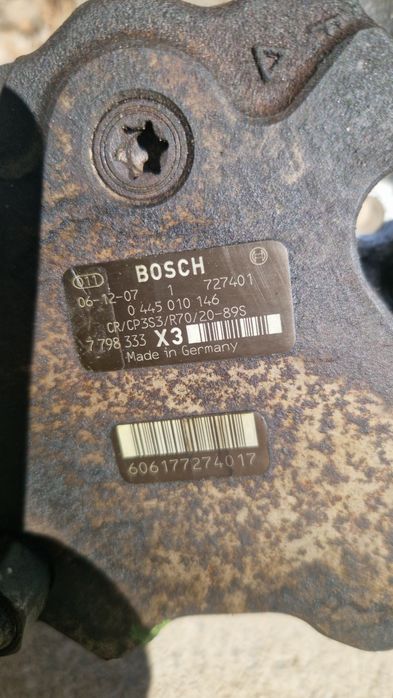 BOSCH
06-12-07 1 727401
0 445 010 146
CR/CP3S3/R70/20-89S
7 798 333 X3
Made in Germany
606177274017